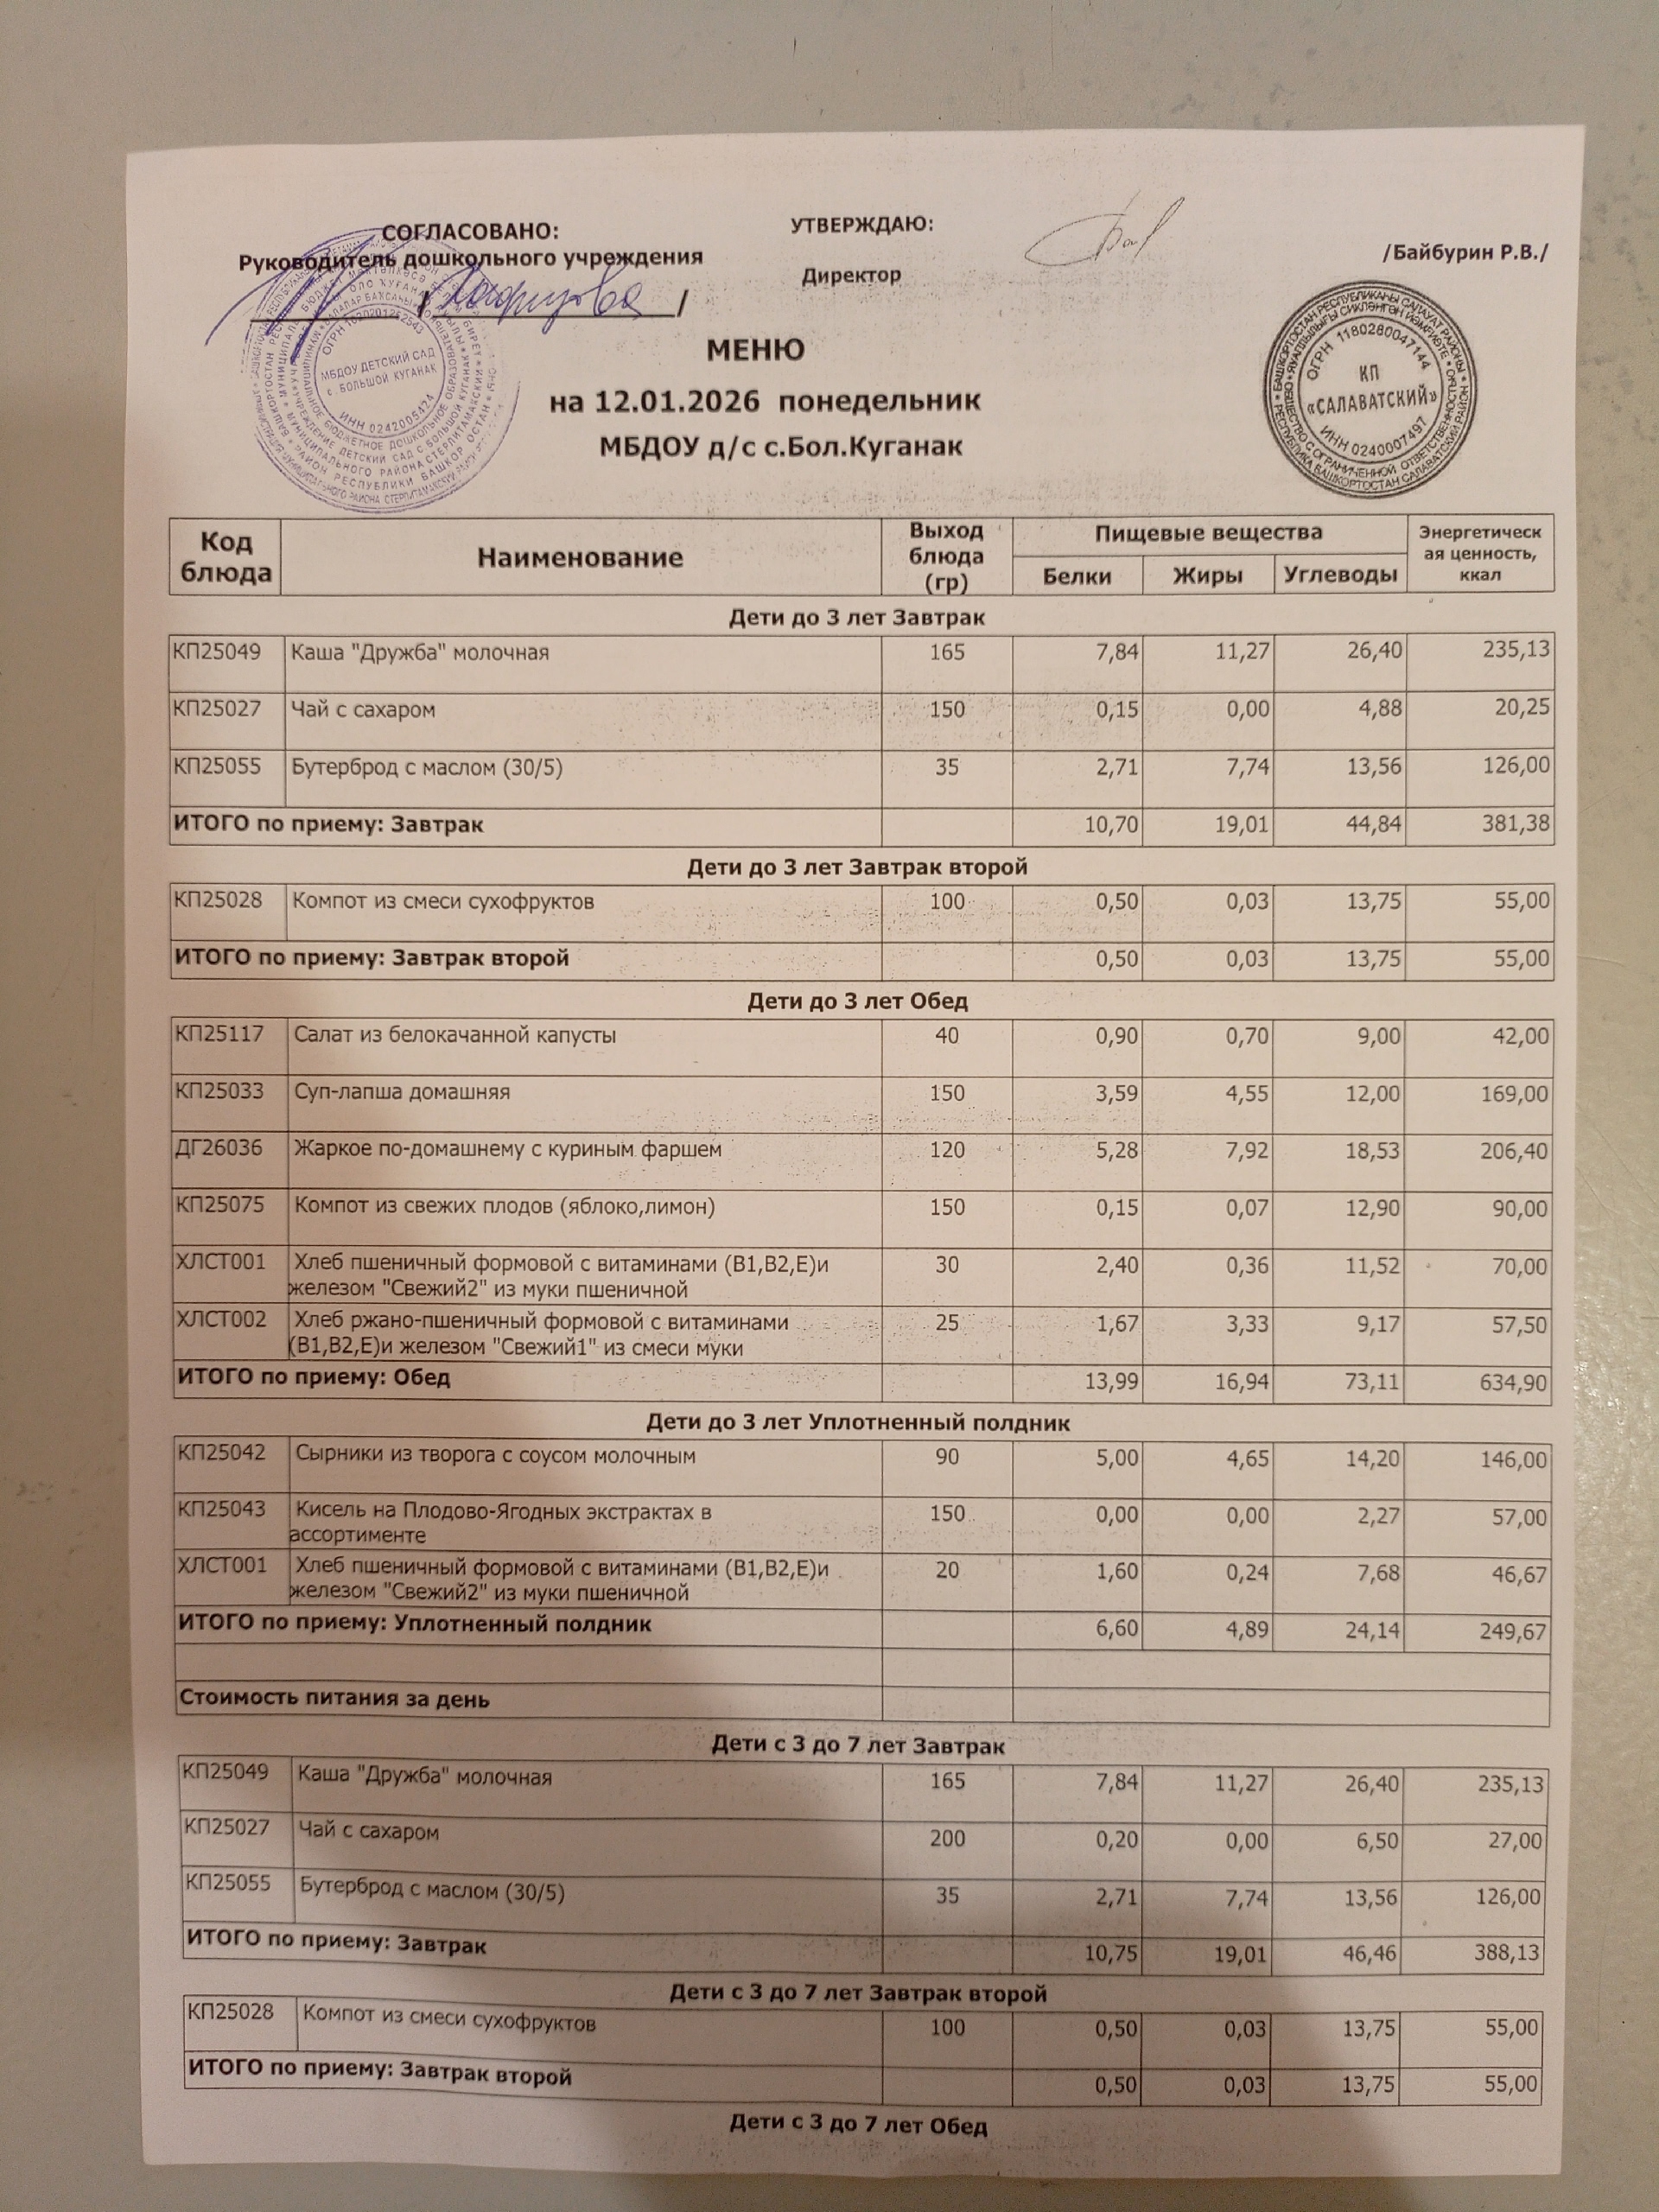 СОГЛАСОВАНО:
Руководитель дошкольного учреждения
/ /
УТВЕРЖДАЮ:
Директор
/Байбурин Р.В./
ОГРН 1020201252543
МБДОУ ДЕТСКИЙ САД
с. БОЛЬШОЙ КУГАНАК
ИНН 0242005424
ОГРН 1180280047144
КП
«САЛАВАТСКИЙ»
ИНН 0240007497
МЕНЮ
на 12.01.2026 понедельник
МБДОУ д/с с.Бол.Куганак
Код блюда Наименование Выход блюда (гр) Пищевые вещества Энергетическ ая ценность, ккал
Белки Жиры Углеводы
Дети до 3 лет Завтрак
КП25049 Каша "Дружба" молочная 165 7,84 11,27 26,40 235,13
КП25027 Чай с сахаром 150 0,15 0,00 4,88 20,25
КП25055 Бутерброд с маслом (30/5) 35 2,71 7,74 13,56 126,00
ИТОГО по приему: Завтрак 10,70 19,01 44,84 381,38
Дети до 3 лет Завтрак второй
КП25028 Компот из смеси сухофруктов 100 0,50 0,03 13,75 55,00
ИТОГО по приему: Завтрак второй 0,50 0,03 13,75 55,00
Дети до 3 лет Обед
КП25117 Салат из белокачанной капусты 40 0,90 0,70 9,00 42,00
КП25033 Суп-лапша домашняя 150 3,59 4,55 12,00 169,00
ДГ26036 Жаркое по-домашнему с куриным фаршем 120 5,28 7,92 18,53 206,40
КП25075 Компот из свежих плодов (яблоко,лимон) 150 0,15 0,07 12,90 90,00
ХЛСТ001 Хлеб пшеничный формовой с витаминами (В1,В2,Е)и 30 2,40 0,36 11,52 70,00
железом "Свежий2" из муки пшеничной
ХЛСТ002 Хлеб ржано-пшеничный формовой с витаминами 25 1,67 3,33 9,17 57,50
(В1,В2,Е)и железом "Свежий1" из смеси муки
ИТОГО по приему: Обед 13,99 16,94 73,11 634,90
Дети до 3 лет Уплотненный полдник
КП25042 Сырники из творога с соусом молочным 90 5,00 4,65 14,20 146,00
КП25043 Кисель на Плодово-Ягодных экстрактах в 150 0,00 0,00 2,27 57,00
ассортименте
ХЛСТ001 Хлеб пшеничный формовой с витаминами (В1,В2,Е)и 20 1,60 0,24 7,68 46,67
железом "Свежий2" из муки пшеничной
ИТОГО по приему: Уплотненный полдник 6,60 4,89 24,14 249,67
Стоимость питания за день
Дети с 3 до 7 лет Завтрак
КП25049 Каша "Дружба" молочная 165 7,84 11,27 26,40 235,13
КП25027 Чай с сахаром 200 0,20 0,00 6,50 27,00
КП25055 Бутерброд с маслом (30/5) 35 2,71 7,74 13,56 126,00
ИТОГО по приему: Завтрак 10,75 19,01 46,46 388,13
Дети с 3 до 7 лет Завтрак второй
КП25028 Компот из смеси сухофруктов 100 0,50 0,03 13,75 55,00
ИТОГО по приему: Завтрак второй 0,50 0,03 13,75 55,00
Дети с 3 до 7 лет Обед